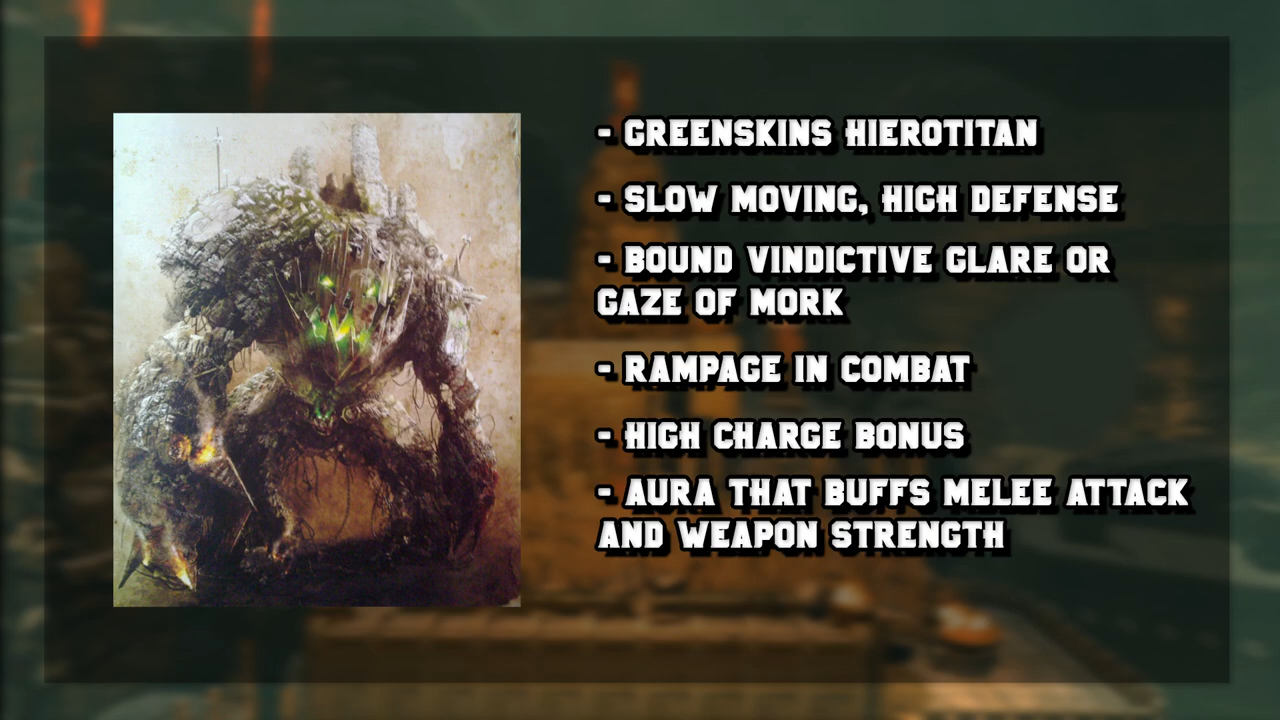 - GREENSKINS HIEROTITAN
- SLOW MOVING, HIGH DEFENSE
- BOUND VINDICTIVE GLARE OR
GAZE OF MORK
- RAMPAGE IN COMBAT
- HIGH CHARGE BONUS
- AURA THAT BUFFS MELEE ATTACK
AND WEAPON STRENGTH